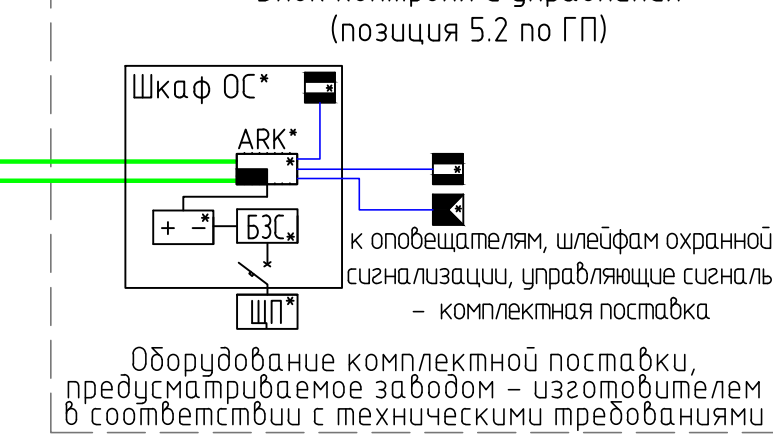 (позиция 5.2 по ГП)
Шкаф ОС*
*
ARK*
*
*
*
+ -*
БЗС*
к оповещателям, шлейфам охранной
сигнализации, управляющие
- комплектная поставка
ЩП*
Оборудование комплектной поставки,
предусматриваемое заводом - изготовителем
в соответствии с техническими требованиями